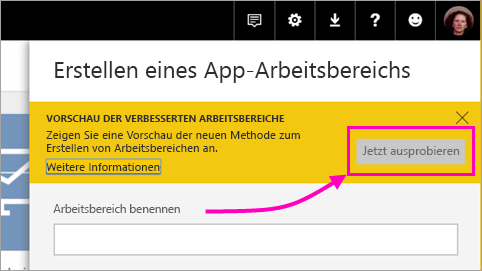 Erstellen eines App-Arbeitsbereichs
VORSCHAU DER VERBESSERTEN ARBEITSBEREICHE
Zeigen Sie eine Vorschau der neuen Methode zum
Erstellen von Arbeitsbereichen an.
Weitere Informationen
Jetzt ausprobieren
Arbeitsbereich benennen